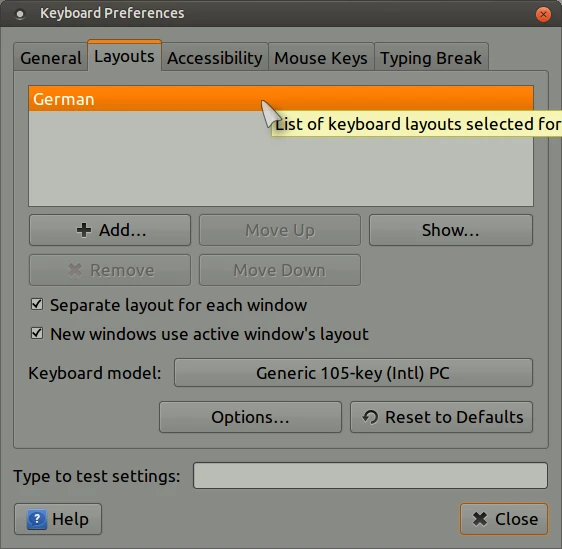 Keyboard Preferences
General Layouts Accessibility Mouse Keys Typing Break
German
List of keyboard layouts selected for
Add... Move Up Show...
Remove Move Down
Separate layout for each window
New windows use active window's layout
Keyboard model: Generic 105-key (Intl) PC
Options... Reset to Defaults
Type to test settings:
Help Close